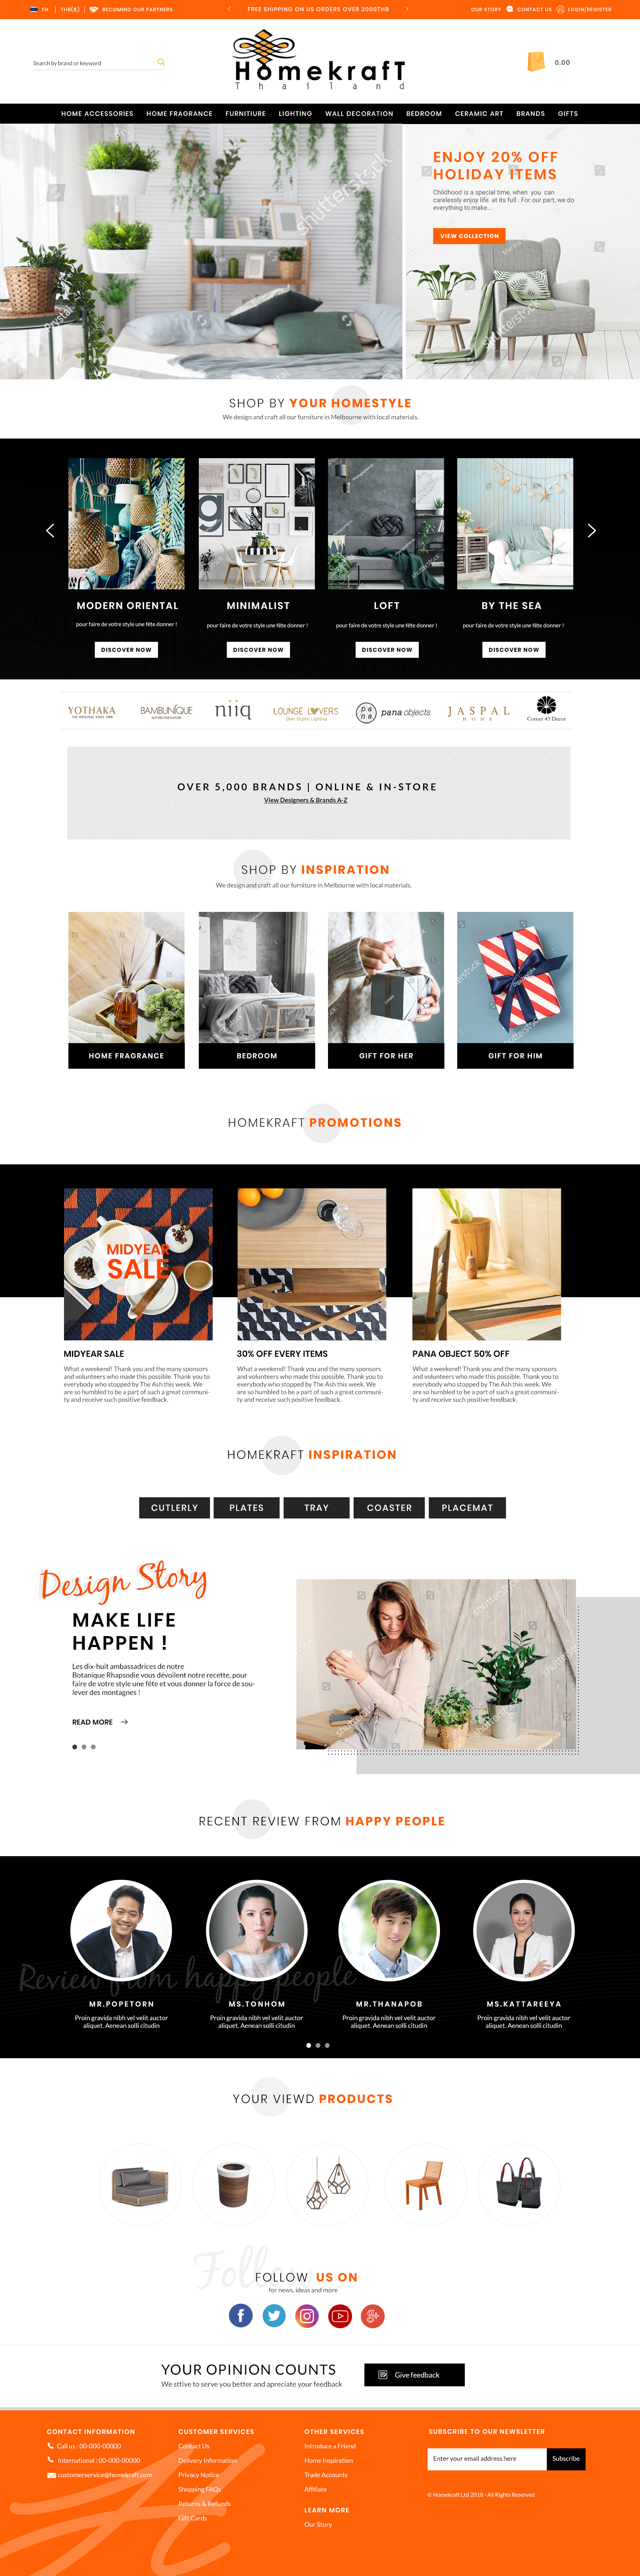 TH THB(฿) BECOMING OUR PARTNERS
FREE SHIPPING ON US ORDERS OVER 2000THB
OUR STORY CONTACT US LOGIN/REGISTER
Search by brand or keyword
Homekraft
Thailand
0.00
HOME ACCESSORIES HOME FRAGRANCE FURNITIURE LIGHTING WALL DECORATION BEDROOM CERAMIC ART BRANDS GIFTS
ENJOY 20% OFF
HOLIDAY ITEMS
Childhood is a special time, when you can
carelessly enjoy life at its full . For our part, we do
everything to make...
VIEW COLLECTION
shutterstock
SHOP BY YOUR HOMESTYLE
We design and craft all our furniture in Melbourne with local materials.
MODERN ORIENTAL
pour faire de votre style une fête donner !
DISCOVER NOW
MINIMALIST
pour faire de votre style une fête donner !
DISCOVER NOW
LOFT
pour faire de votre style une fête donner !
DISCOVER NOW
BY THE SEA
pour faire de votre style une fête donner !
DISCOVER NOW
YOTHAKA
THE ORIGINAL SINCE 1989
BAMBUNIQUE
niiq
LOUNGE LOVERS
Over Stylish Lighting
pa na pana objects
JASPAL
HOME
Corner 43 Decor
OVER 5,000 BRANDS | ONLINE & IN-STORE
View Designers & Brands A-Z
SHOP BY INSPIRATION
We design and craft all our furniture in Melbourne with local materials.
HOME FRAGRANCE
BEDROOM
GIFT FOR HER
GIFT FOR HIM
HOMEKRAFT PROMOTIONS
MIDYEAR
SALE
MIDYEAR SALE
What a weekend! Thank you and the many sponsors
and volunteers who made this possible. Thank you to
everybody who stopped by The Ash this week. We
are so humbled to be a part of such a great communi-
ty and receive such positive feedback.
30% OFF EVERY ITEMS
What a weekend! Thank you and the many sponsors
and volunteers who made this possible. Thank you to
everybody who stopped by The Ash this week. We
are so humbled to be a part of such a great communi-
ty and receive such positive feedback.
PANA OBJECT 50% OFF
What a weekend! Thank you and the many sponsors
and volunteers who made this possible. Thank you to
everybody who stopped by The Ash this week. We
are so humbled to be a part of such a great communi-
ty and receive such positive feedback.
HOMEKRAFT INSPIRATION
CUTLERLY PLATES TRAY COASTER PLACEMAT
Design Story
MAKE LIFE
HAPPEN !
Les dix-huit ambassadrices de notre
Botanique Rhapsodie vous dévoilent notre recette, pour
faire de votre style une fête et vous donner la force de sou-
lever des montagnes !
READ MORE
RECENT REVIEW FROM HAPPY PEOPLE
Review from happy people
MR.POPETORN
Proin gravida nibh vel velit auctor
aliquet. Aenean solli citudin
MS.TONHOM
Proin gravida nibh vel velit auctor
aliquet. Aenean solli citudin
MR.THANAPOB
Proin gravida nibh vel velit auctor
aliquet. Aenean solli citudin
MS.KATTAREEYA
Proin gravida nibh vel velit auctor
aliquet. Aenean solli citudin
YOUR VIEWD PRODUCTS
Follow
FOLLOW US ON
for news, ideas and more
YOUR OPINION COUNTS
We sttive to serve you better and apreciate your feedback
Give feedback
CONTACT INFORMATION
Call us : 00-000-00000
International : 00-000-00000
customerservice@homekraft.com
CUSTOMER SERVICES
Contact Us
Delivery Information
Privacy Notice
Shopping FAQs
Returns & Refunds
Gift Cards
OTHER SERVICES
Introduce a Friend
Home Inspiration
Trade Accounts
Affiliate
LEARN MORE
Our Story
SUBSCRIBE TO OUR NEWSLETTER
Enter your email address here
Subscribe
© Homekraft Ltd 2018 - All Rights Reserved